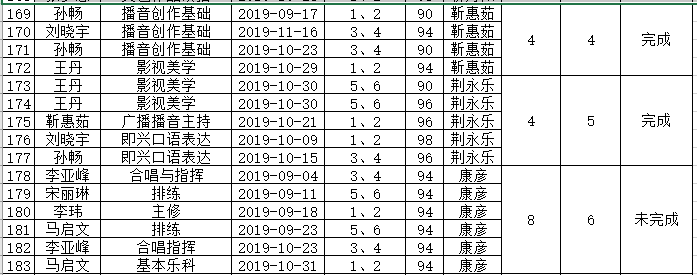 169 孙畅 播音创作基础 2019-09-17 1、2 90 靳惠茹
170 刘晓宇 播音创作基础 2019-11-16 3、4 94 靳惠茹 4 4 完成
171 孙畅 播音创作基础 2019-10-23 3、4 90 靳惠茹
172 王丹 影视美学 2019-10-29 1、2 94 靳惠茹
173 王丹 影视美学 2019-10-30 5、6 90 荆永乐
174 王丹 影视美学 2019-10-30 5、6 96 荆永乐
175 靳惠茹 广播播音主持 2019-10-21 1、2 96 荆永乐 4 5 完成
176 刘晓宇 即兴口语表达 2019-10-09 1、2 98 荆永乐
177 孙畅 即兴口语表达 2019-10-15 3、4 96 荆永乐
178 李亚峰 合唱与指挥 2019-09-04 3、4 94 康彦
179 宋丽琳 排练 2019-09-11 5、6 94 康彦
180 李玮 主修 2019-09-18 1、2 94 康彦 8 6 未完成
181 马启文 排练 2019-09-23 5、6 94 康彦
182 李亚峰 合唱指挥 2019-10-23 3、4 94 康彦
183 马启文 基本乐科 2019-10-31 1、2 94 康彦